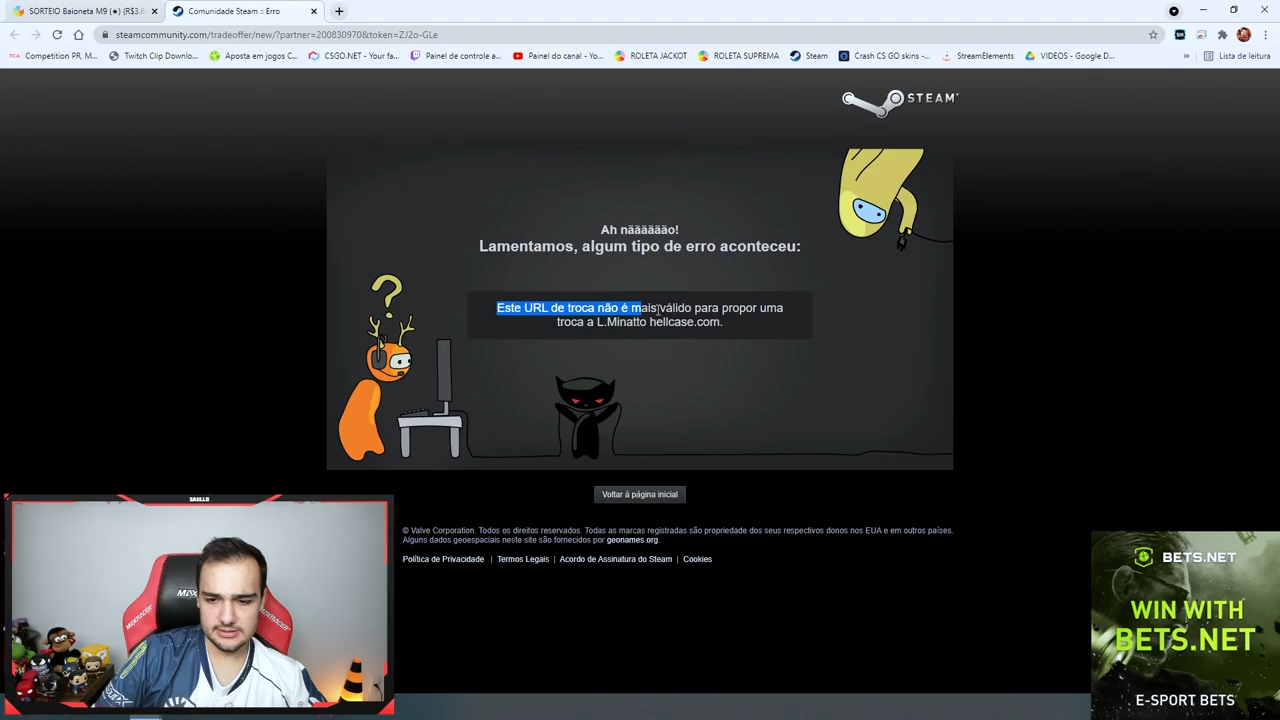 SORTEIO Baioneta M9 (★) (R$3.6
Comunidade Steam :: Erro
steamcommunity.com/tradeoffer/new/?partner=200830970&token=ZJ2o-GLe
Competition PR, M...
Twitch Clip Downlo...
Aposta em jogos C...
CSGO.NET - Your fa...
Painel de controle a...
Painel do canal - Yo...
ROLETA JACKOT
ROLETA SUPREMA
Steam
Crash CS GO skins -...
StreamElements
VIDEOS - Google D...
»
Lista de leitura
STEAM
Ah nããããão!
Lamentamos, algum tipo de erro aconteceu:
Este URL de troca não é mais válido para propor uma
troca a L.Minatto hellcase.com.
Voltar à página inicial
© Valve Corporation. Todos os direitos reservados. Todas as marcas registradas são propriedade dos seus respectivos donos nos EUA e em outros países.
Alguns dados geoespaciais neste site são fornecidos por geonames.org.
Política de Privacidade | Termos Legais | Acordo de Assinatura do Steam | Cookies
SAULLO
MAXRACER
BETS.NET
WIN WITH
BETS.NET
E-SPORT BETS